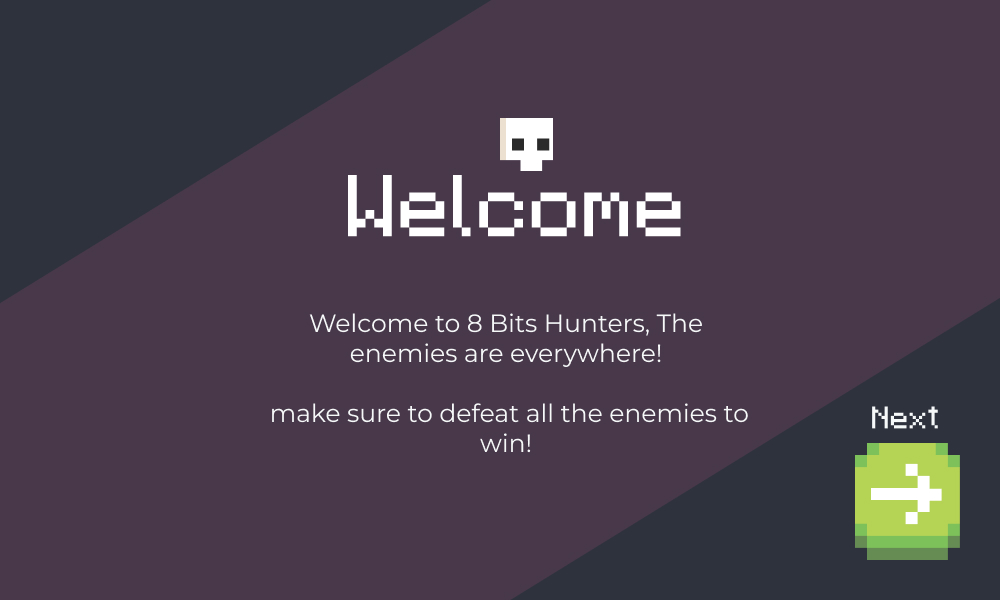 Welcome
Welcome to 8 Bits Hunters, The
enemies are everywhere!
make sure to defeat all the enemies to
win!
Next